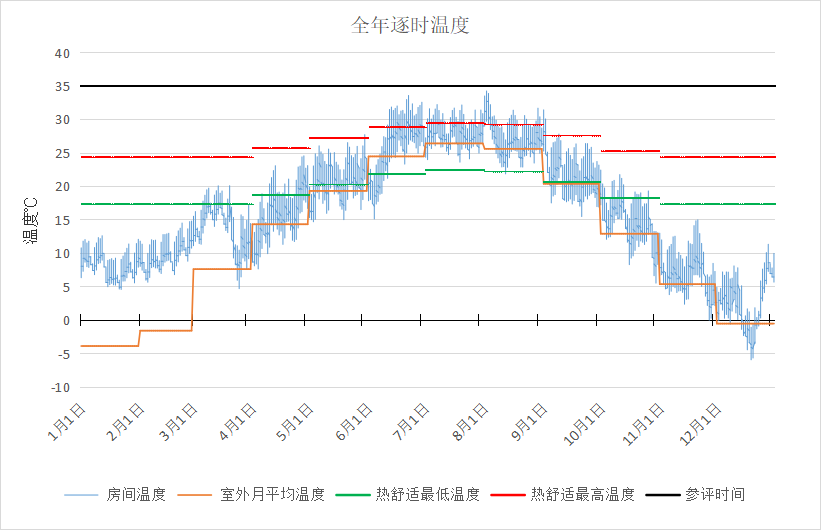 全年逐时温度
温度℃
40
35
30
25
20
15
10
5
0
-5
-10
1月1日
2月1日
3月1日
4月1日
5月1日
6月1日
7月1日
8月1日
9月1日
10月1日
11月1日
12月1日
房间温度 室外月平均温度 热舒适最低温度 热舒适最高温度 参评时间